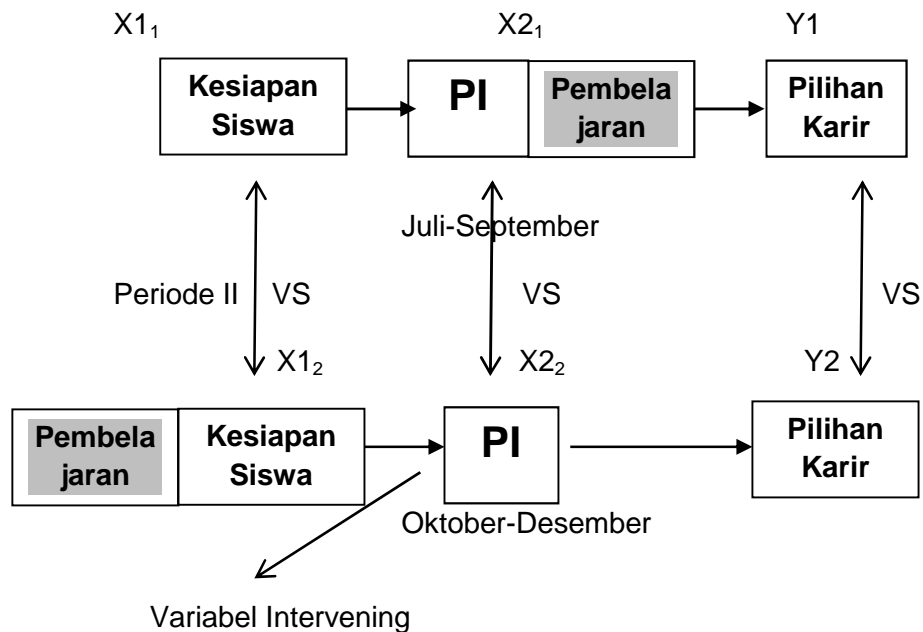 X1₁ X2₁ Y1
Kesiapan
Siswa
PI
Pembela
jaran
Pilihan
Karir
Juli-September
Periode II VS VS VS
X1₂ X2₂ Y2
Pembela
jaran
Kesiapan
Siswa
PI
Pilihan
Karir
Oktober-Desember
Variabel Intervening